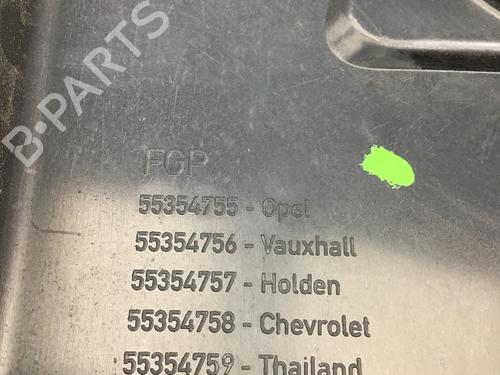 B-PARTS
FGP
55354755 - Opel
55354756 - Vauxhall
55354757 - Holden
55354758 - Chevrolet
55354759 - Thailand